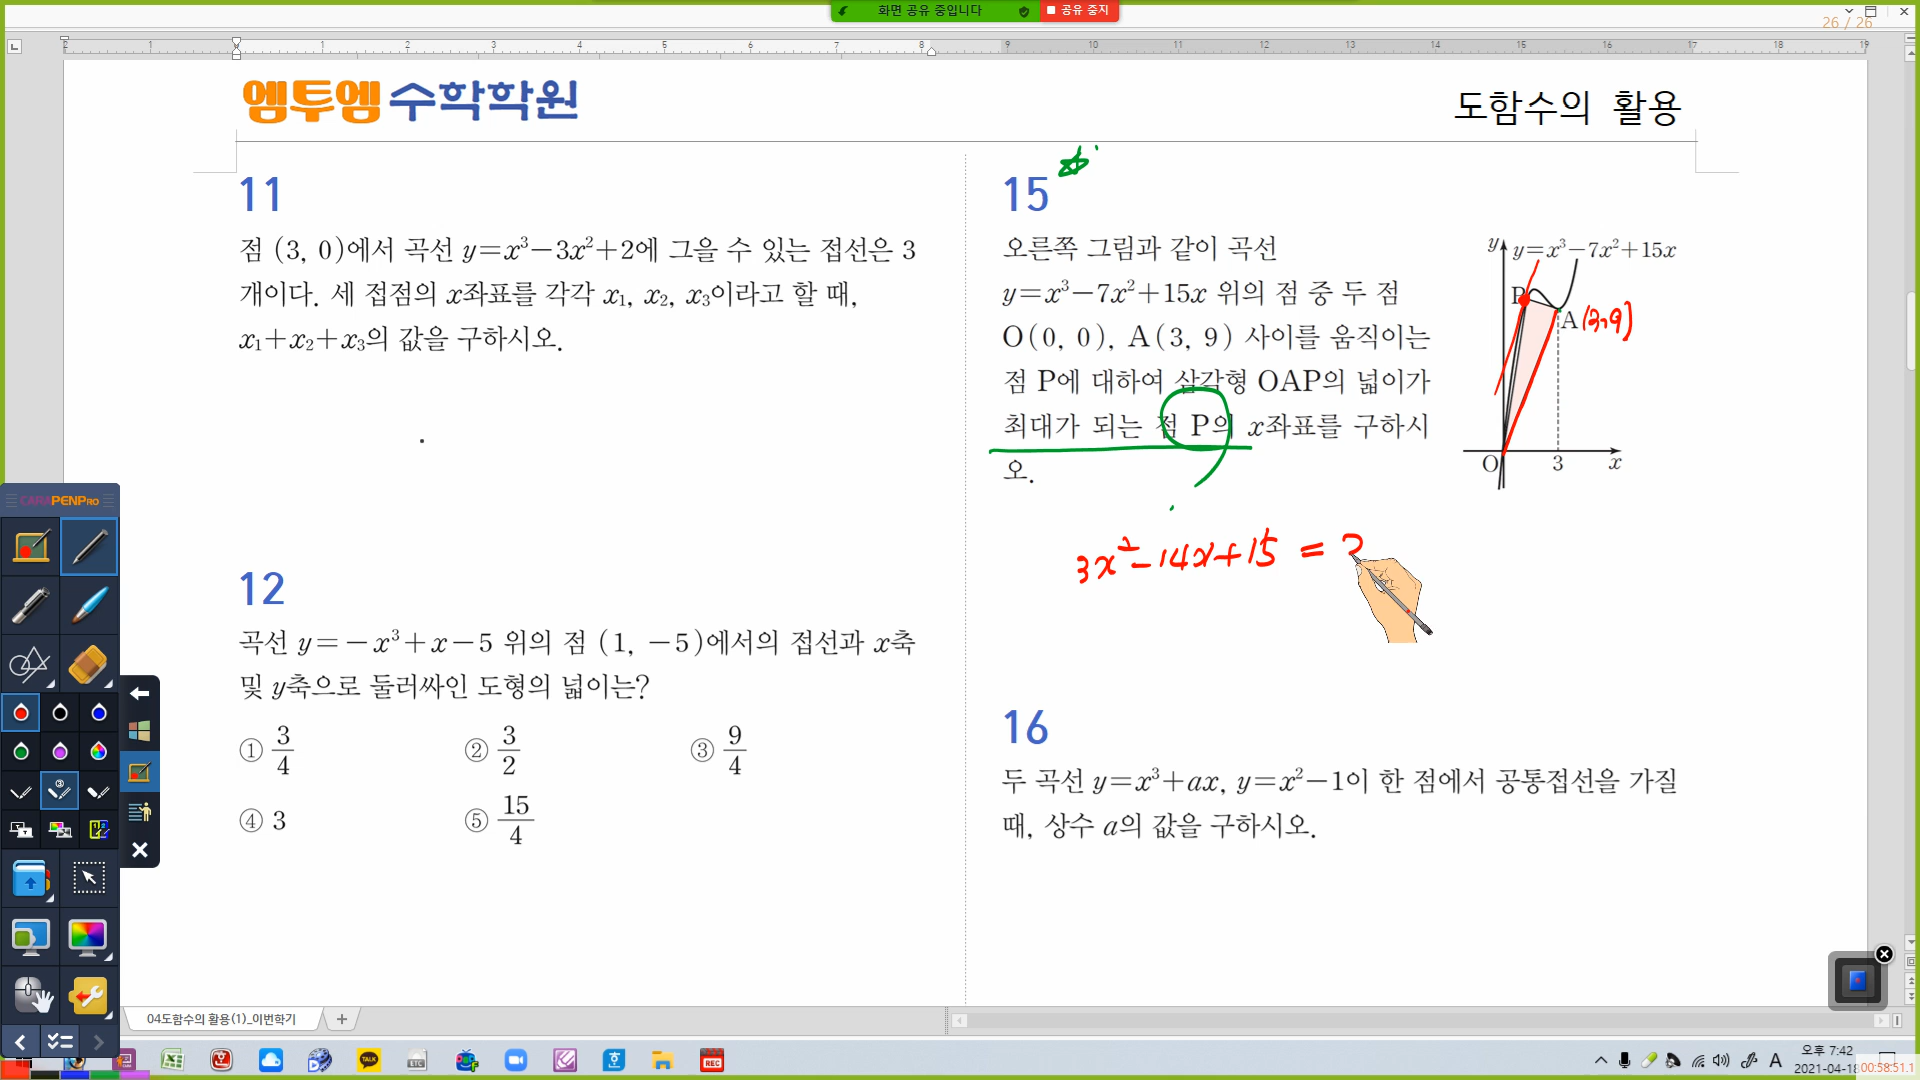 화면 공유 중입니다
공유 중지
26 / 26
엠투엠 수학학원
도함수의 활용
11
점 (3, 0)에서 곡선 y=x³−3x²+2에 그을 수 있는 접선은 3
개이다. 세 접점의 x좌표를 각각 x₁, x₂, x₃이라고 할 때,
x₁+x₂+x₃의 값을 구하시오.
12
곡선 y=−x³+x−5 위의 점 (1, −5)에서의 접선과 x축
및 y축으로 둘러싸인 도형의 넓이는?
① 3/4 ② 3/2 ③ 9/4
④ 3 ⑤ 15/4
15
오른쪽 그림과 같이 곡선
y=x³−7x²+15x 위의 점 중 두 점
O(0, 0), A(3, 9) 사이를 움직이는
점 P에 대하여 삼각형 OAP의 넓이가
최대가 되는 점 P의 x좌표를 구하시
오.
y y=x³−7x²+15x
P
A (3,9)
O 3 x
3x²−14x+15 = 3
16
두 곡선 y=x³+ax, y=x²−1이 한 점에서 공통접선을 가질
때, 상수 a의 값을 구하시오.
CARAPENPRO
04도함수의 활용(1)_이번학기
TALK
ETC
REC
A
오후 7:42
2021-04-18
00:58:51.1